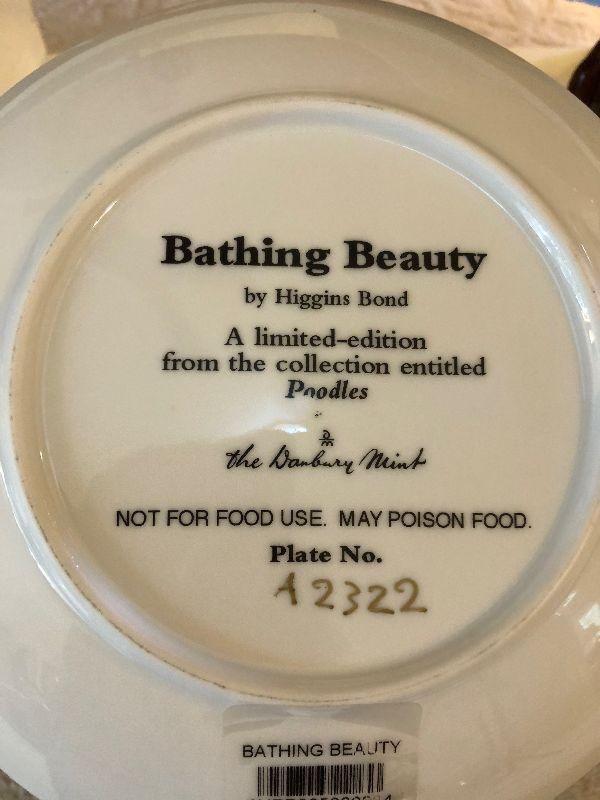 Bathing Beauty
by Higgins Bond
A limited-edition
from the collection entitled
Poodles
DM
the Danbury Mint
NOT FOR FOOD USE. MAY POISON FOOD.
Plate No.
A2322
BATHING BEAUTY